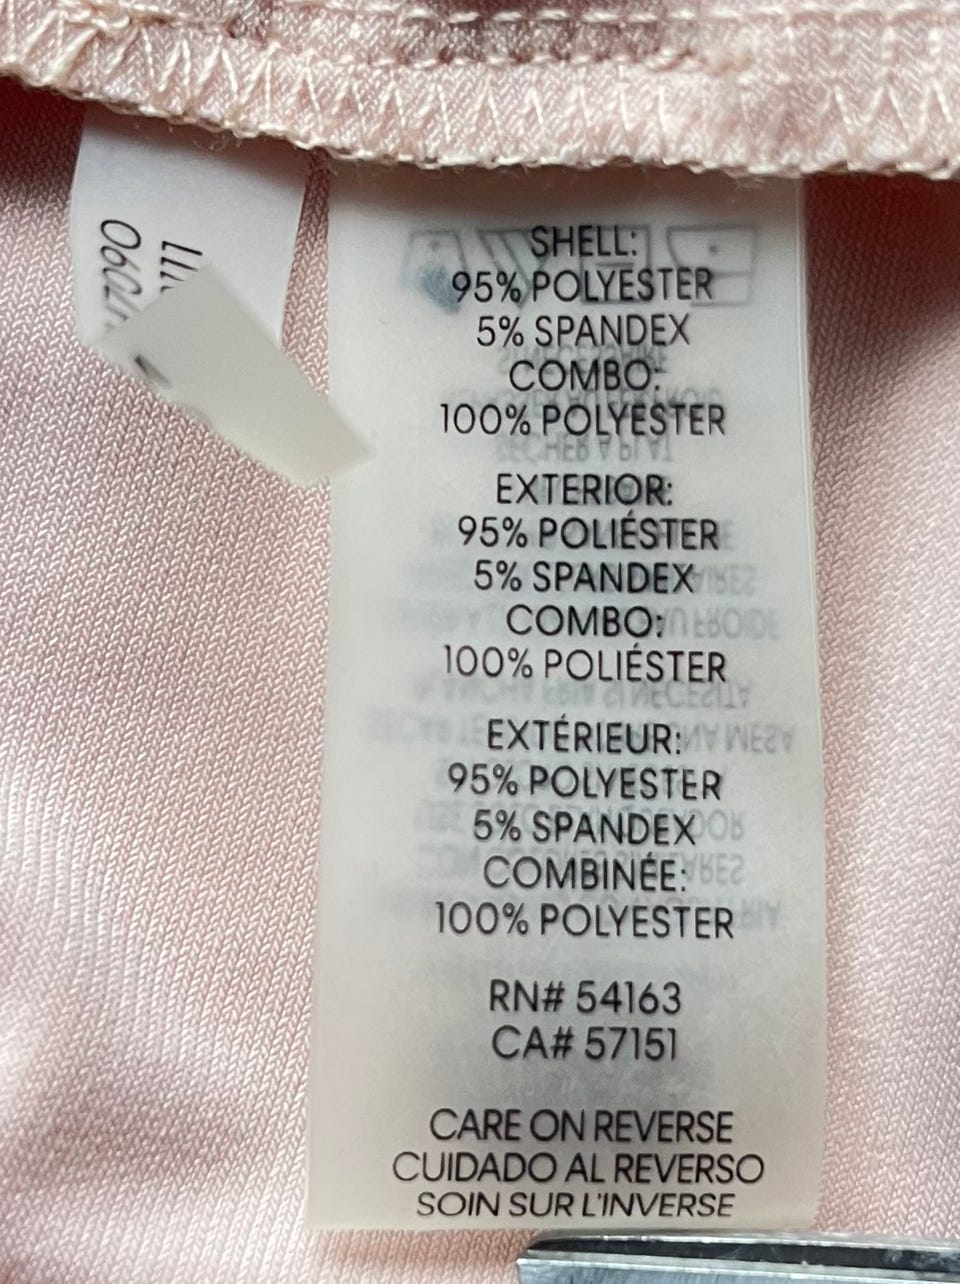 SHELL:
95% POLYESTER
5% SPANDEX
COMBO:
100% POLYESTER
EXTERIOR:
95% POLIÉSTER
5% SPANDEX
COMBO:
100% POLIÉSTER
EXTÉRIEUR:
95% POLYESTER
5% SPANDEX
COMBINÉE:
100% POLYESTER
RN# 54163
CA# 57151
CARE ON REVERSE
CUIDADO AL REVERSO
SOIN SUR L'INVERSE